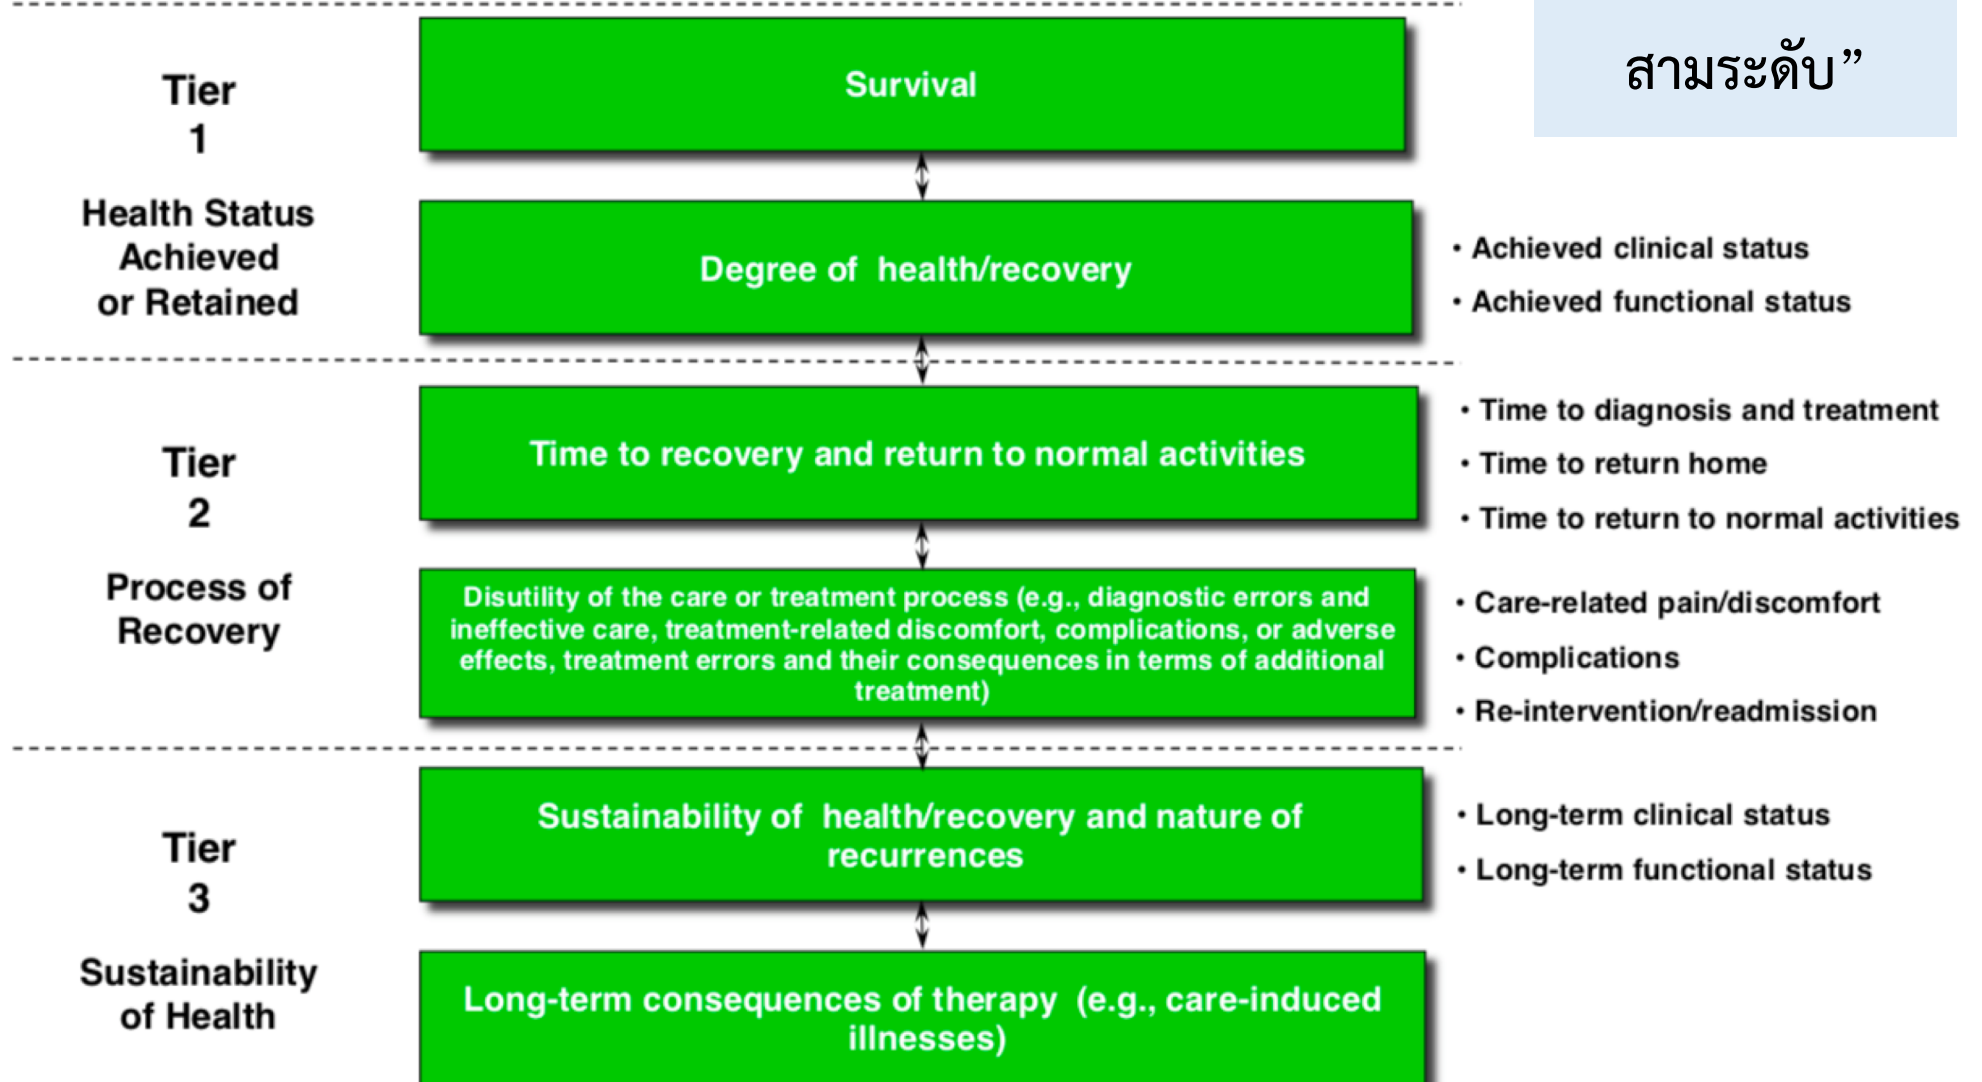 สามระดับ”
Tier
1
Health Status
Achieved
or Retained
Survival
Degree of health/recovery
• Achieved clinical status
• Achieved functional status
Tier
2
Process of
Recovery
Time to recovery and return to normal activities
• Time to diagnosis and treatment
• Time to return home
• Time to return to normal activities
Disutility of the care or treatment process (e.g., diagnostic errors and
ineffective care, treatment-related discomfort, complications, or adverse
effects, treatment errors and their consequences in terms of additional
treatment)
• Care-related pain/discomfort
• Complications
• Re-intervention/readmission
Tier
3
Sustainability
of Health
Sustainability of health/recovery and nature of
recurrences
• Long-term clinical status
• Long-term functional status
Long-term consequences of therapy (e.g., care-induced
illnesses)